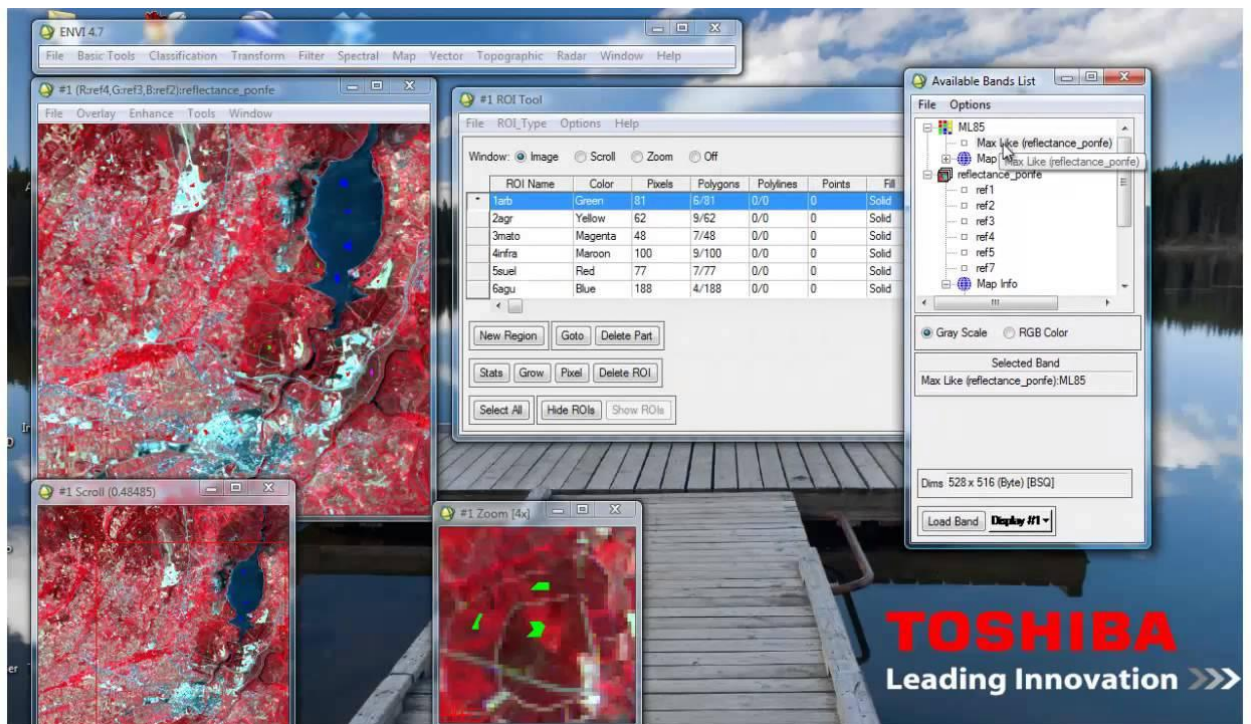 ENVI 4.7
File Basic Tools Classification Transform Filter Spectral Map Vector Topographic Radar Window Help
#1 (R:ref4,G:ref3,B:ref2):reflectance_ponfe
File Overlay Enhance Tools Window
#1 ROI Tool
File ROI_Type Options Help
Window: Image Scroll Zoom Off
ROI Name Color Pixels Polygons Polylines Points Fill
1arb Green 81 6/81 0/0 0 Solid
2agr Yellow 62 9/62 0/0 0 Solid
3mato Magenta 48 7/48 0/0 0 Solid
4infra Maroon 100 9/100 0/0 0 Solid
5suel Red 77 7/77 0/0 0 Solid
6agu Blue 188 4/188 0/0 0 Solid
New Region Goto Delete Part
Stats Grow Pixel Delete ROI
Select All Hide ROIs Show ROIs
Available Bands List
File Options
ML85
Max Like (reflectance_ponfe)
Map
Max Like (reflectance_ponfe)
reflectance_ponfe
ref1
ref2
ref3
ref4
ref5
ref7
Map Info
Gray Scale RGB Color
Selected Band
Max Like (reflectance_ponfe):ML85
Dims 528 x 516 (Byte) [BSQ]
Load Band Display #1
#1 Scroll (0.48485)
#1 Zoom [4x]
TOSHIBA
Leading Innovation >>>